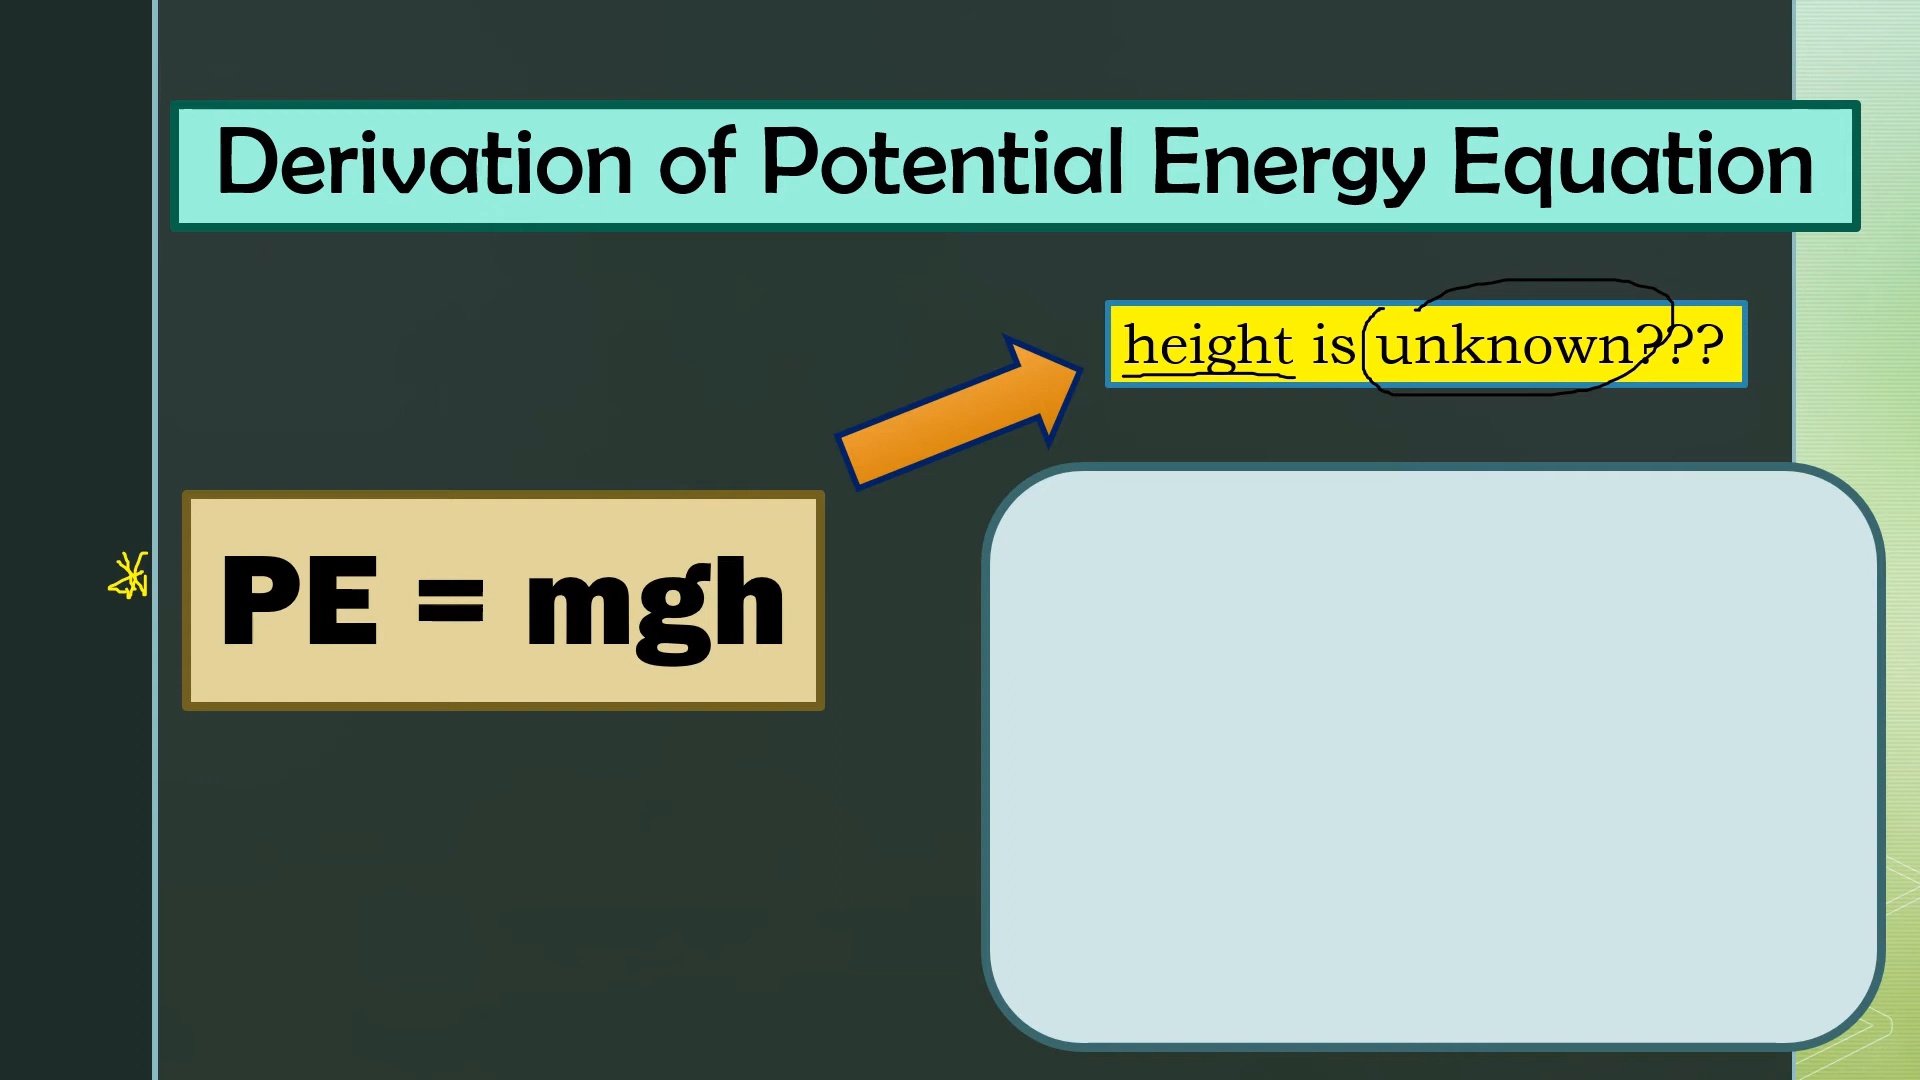 Derivation of Potential Energy Equation
height is unknown???
PE = mgh